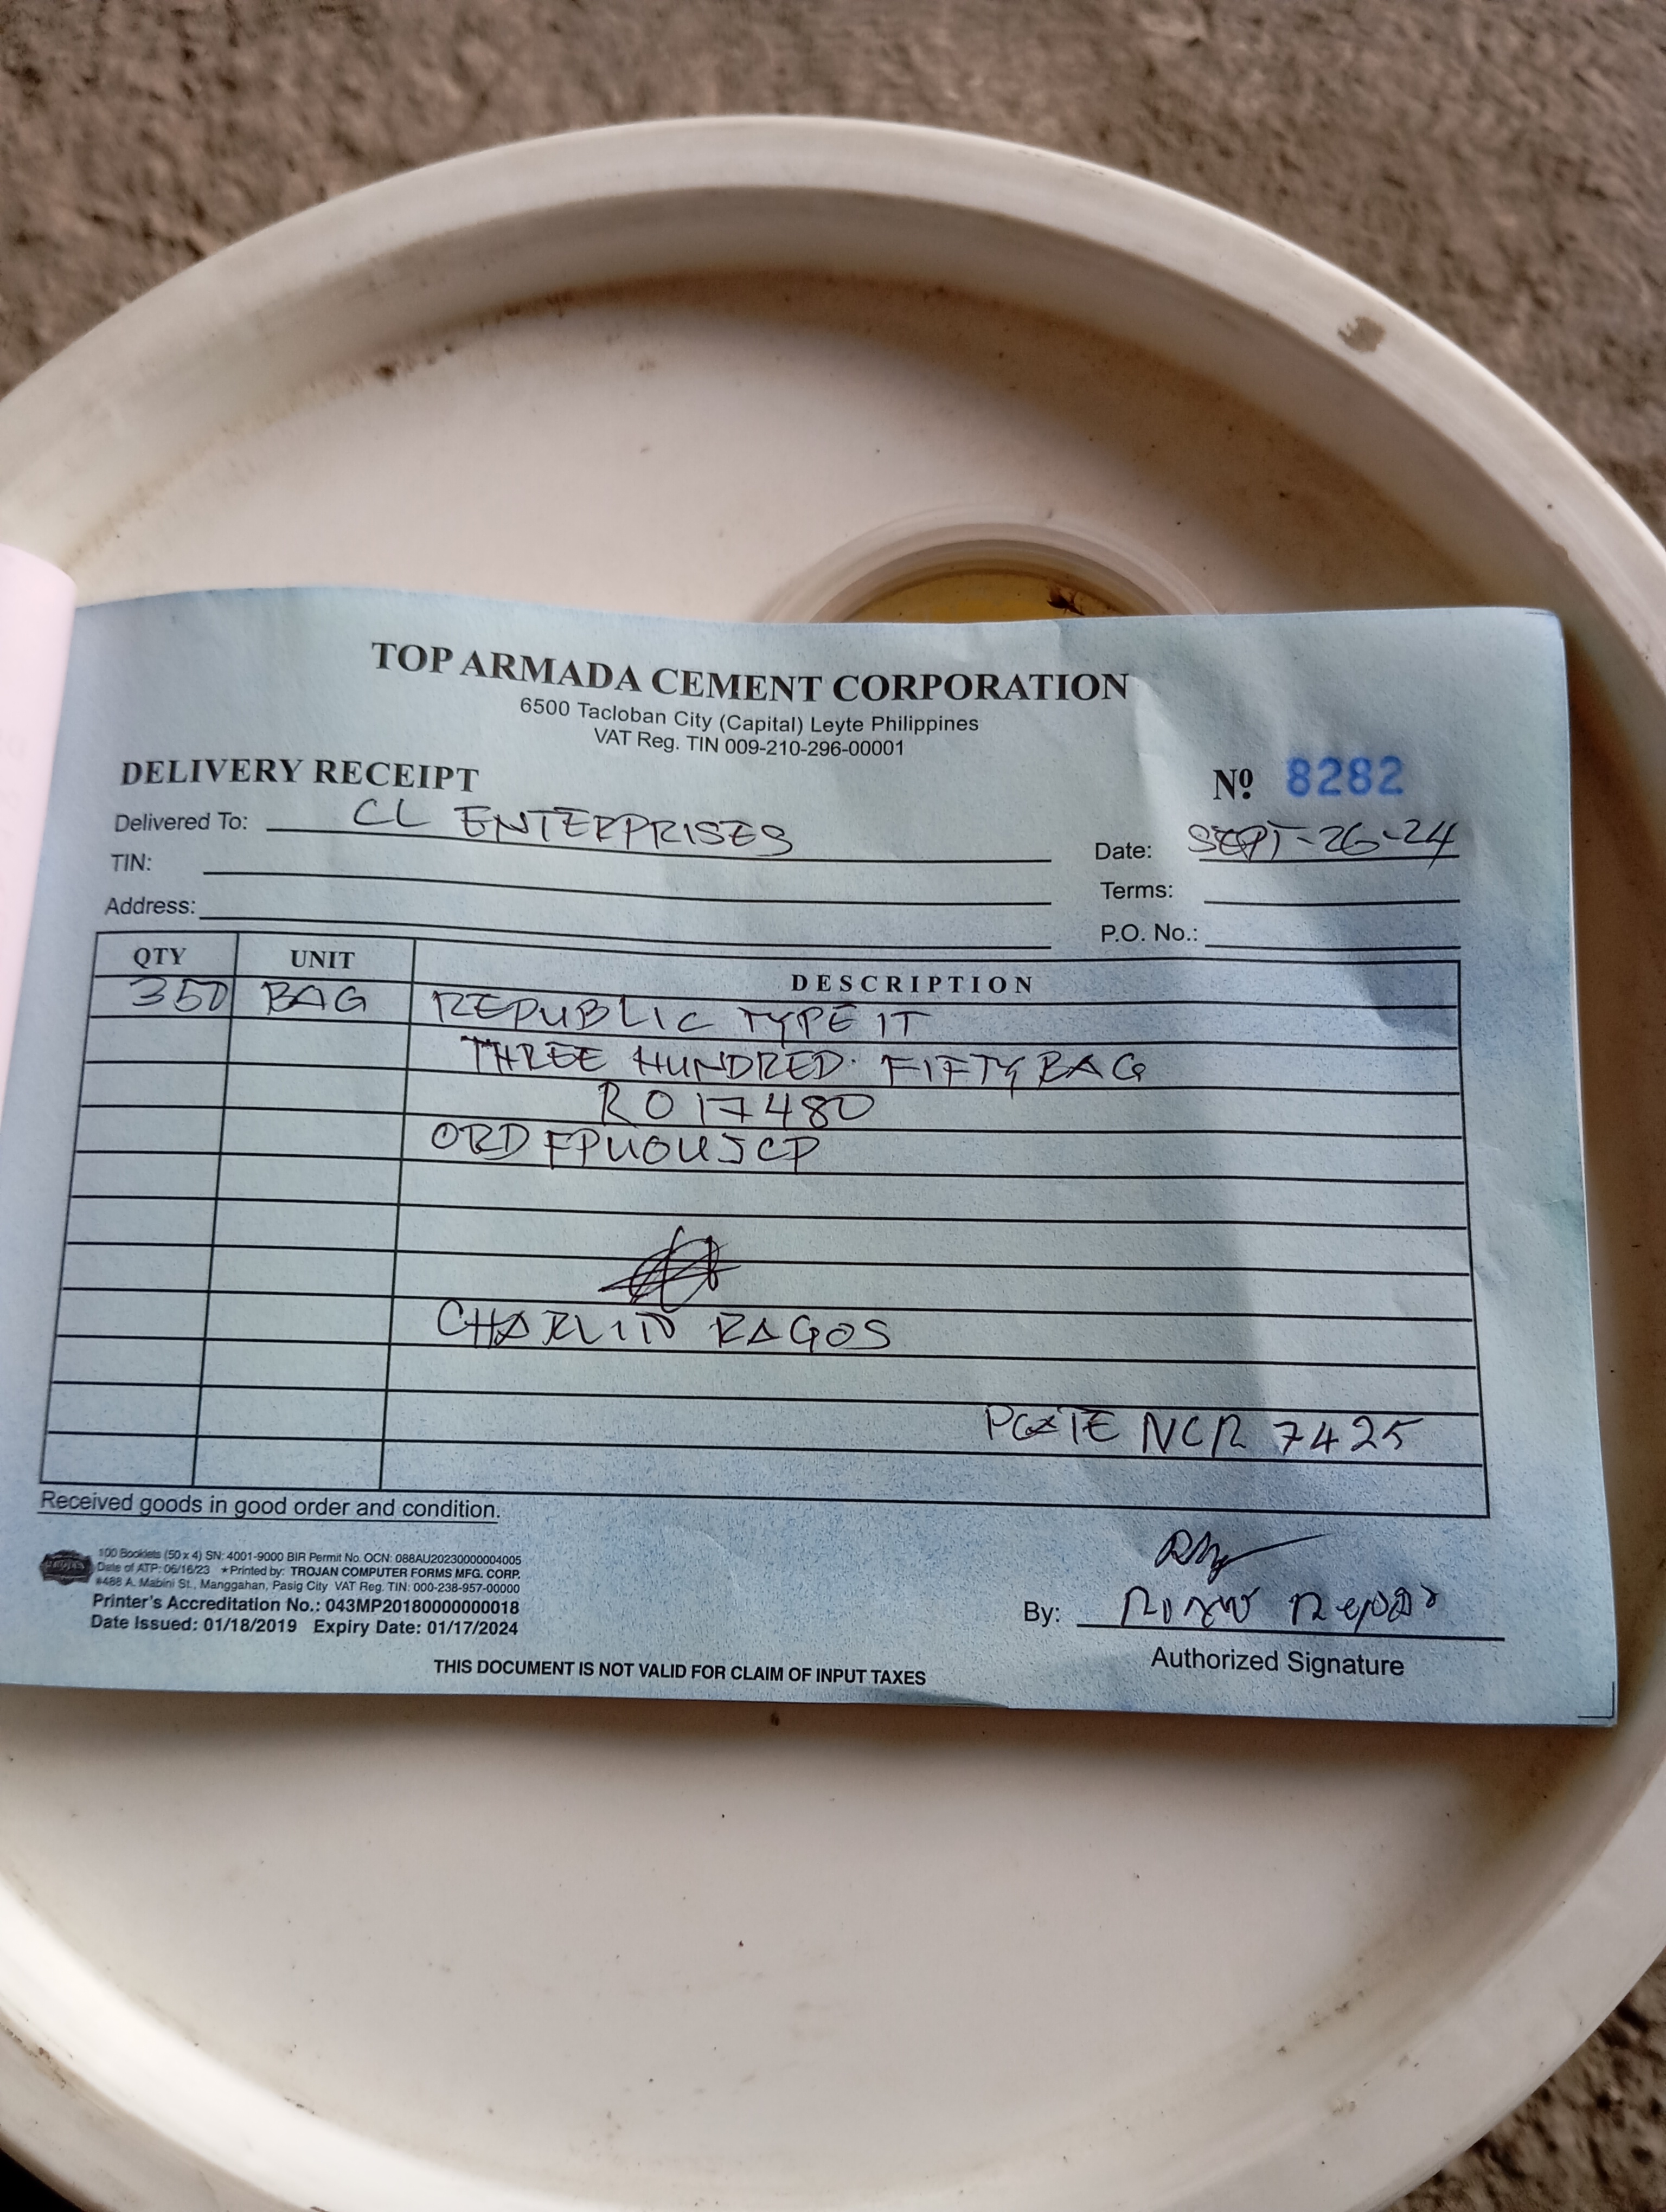 TOP ARMADA CEMENT CORPORATION
6500 Tacloban City (Capital) Leyte Philippines
VAT Reg. TIN 009-210-296-00001
DELIVERY RECEIPT
Nº 8282
Delivered To: CL ENTERPRISES
Date: SEPT-26-24
TIN:
Terms:
Address:
P.O. No.:
QTY UNIT DESCRIPTION
350 BAG REPUBLIC TYPE 1T
THREE HUNDRED FIFTY BAG
RO 17480
ORDFPUOUJCP
CHARLIN RAGOS
PLATE NCR 7425
Received goods in good order and condition.
100 Booklets (50 x 4) SN: 4001-9000 BIR Permit No. OCN: 088AU20230000004005
Date of ATP: 06/16/23 ★Printed by: TROJAN COMPUTER FORMS MFG. CORP.
#488 A. Mabini St., Manggahan, Pasig City VAT Reg. TIN: 000-238-957-00000
Printer's Accreditation No.: 043MP20180000000018
Date Issued: 01/18/2019 Expiry Date: 01/17/2024
By:
Authorized Signature
THIS DOCUMENT IS NOT VALID FOR CLAIM OF INPUT TAXES